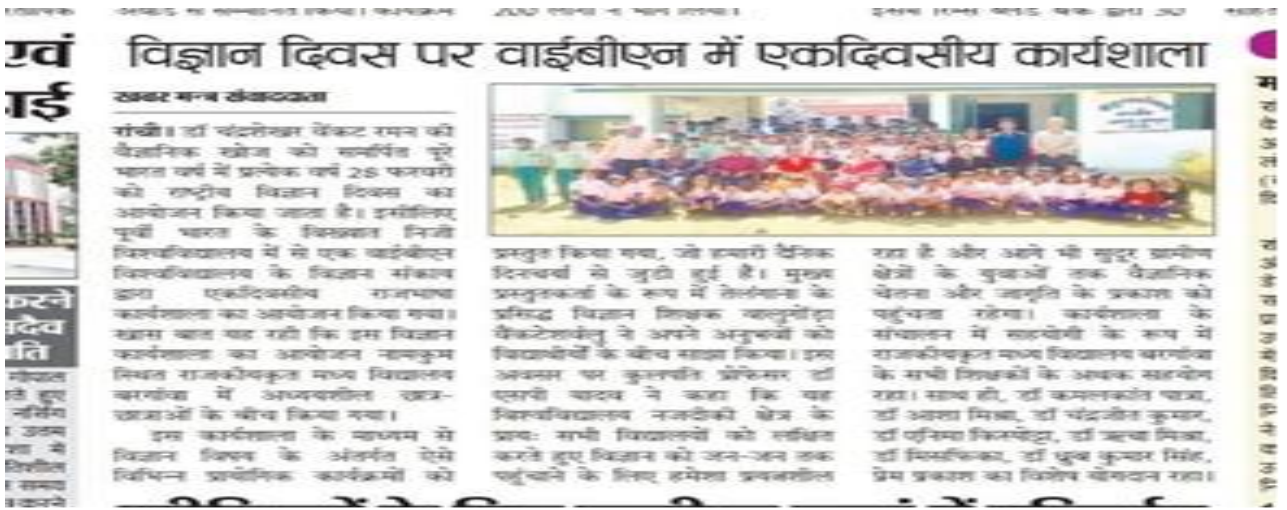 एवं
विज्ञान दिवस पर वाईबीएन में एकदिवसीय कार्यशाला
खबर मन्त्र संवाददाता
रांची। डॉ चंद्रशेखर वेंकट रमन की
वैज्ञानिक खोज को समर्पित पूरे
भारत वर्ष में प्रत्येक वर्ष 28 फरवरी
को राष्ट्रीय विज्ञान दिवस का
आयोजन किया जाता है। इसीलिए
पूर्वी भारत के विख्यात निजी
विश्वविद्यालय में से एक वाईबीएन
विश्वविद्यालय के विज्ञान संकाय
द्वारा एकदिवसीय राजभाषा
कार्यशाला का आयोजन किया गया।
खास बात यह रही कि इस विज्ञान
कार्यशाला का आयोजन नामकुम
स्थित राजकीयकृत मध्य विद्यालय
बरगांवा में अध्ययशील छात्र-
छात्राओं के बीच किया गया।
इस कार्यशाला के माध्यम से
विज्ञान विषय के अंतर्गत ऐसे
विभिन्न प्रायोगिक कार्यक्रमों को
प्रस्तुत किया गया, जो हमारी दैनिक
दिनचर्या से जुड़ी हुई है। मुख्य
प्रस्तुतकर्ता के रूप में तेलंगाना के
प्रसिद्ध विज्ञान शिक्षक
ने अपने अनुभवों को
विद्यार्थियों के बीच साझा किया। इस
अवसर पर कुलपति प्रोफेसर डॉ
एसपी यादव ने कहा कि यह
विश्वविद्यालय नजदीकी क्षेत्र के
प्रायः सभी विद्यालयों को लक्षित
करते हुए विज्ञान को जन-जन तक
पहुंचाने के लिए हमेशा प्रयत्नशील
रहा है और आगे भी सुदूर ग्रामीण
क्षेत्रों के युवाओं तक वैज्ञानिक
चेतना और जागृति के प्रकाश को
पहुंचता रहेगा। कार्यशाला के
संचालन में सहयोगी के रूप में
राजकीयकृत मध्य विद्यालय बरगांवा
के सभी शिक्षकों के अथक सहयोग
रहा। साथ ही, डॉ कमलकांत पात्रा,
डॉ आशा मिश्रा, डॉ चंद्रजीत कुमार,
डॉ एनिमा किस्पोट्टा, डॉ ऋचा मिश्रा,
डॉ ध्रुव कुमार सिंह,
प्रेम प्रकाश का विशेष योगदान रहा।